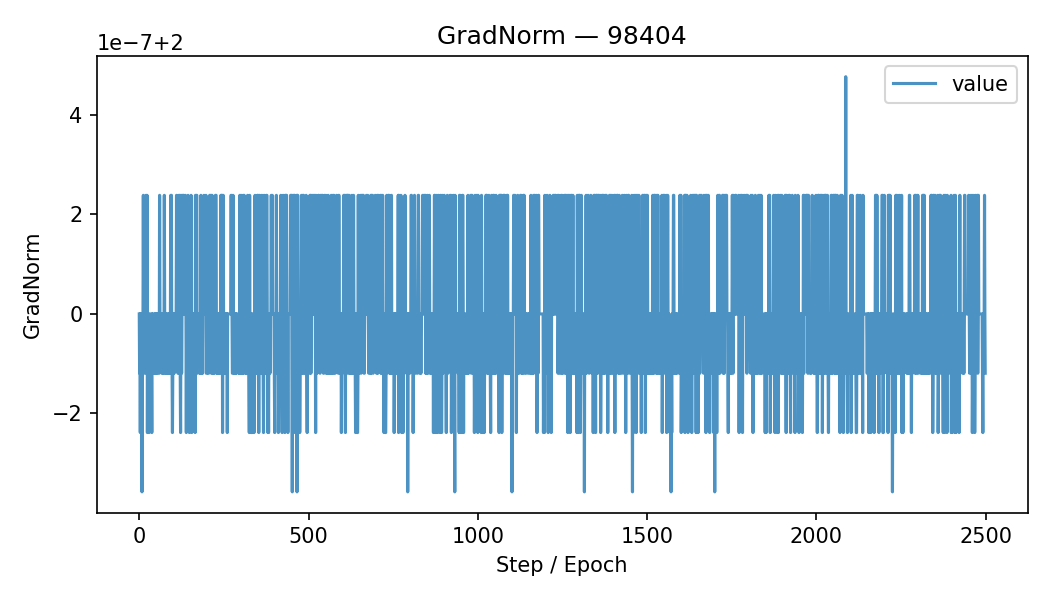 GradNorm — 98404
1e−7+2
value
4
2
0
−2
GradNorm
0 500 1000 1500 2000 2500
Step / Epoch